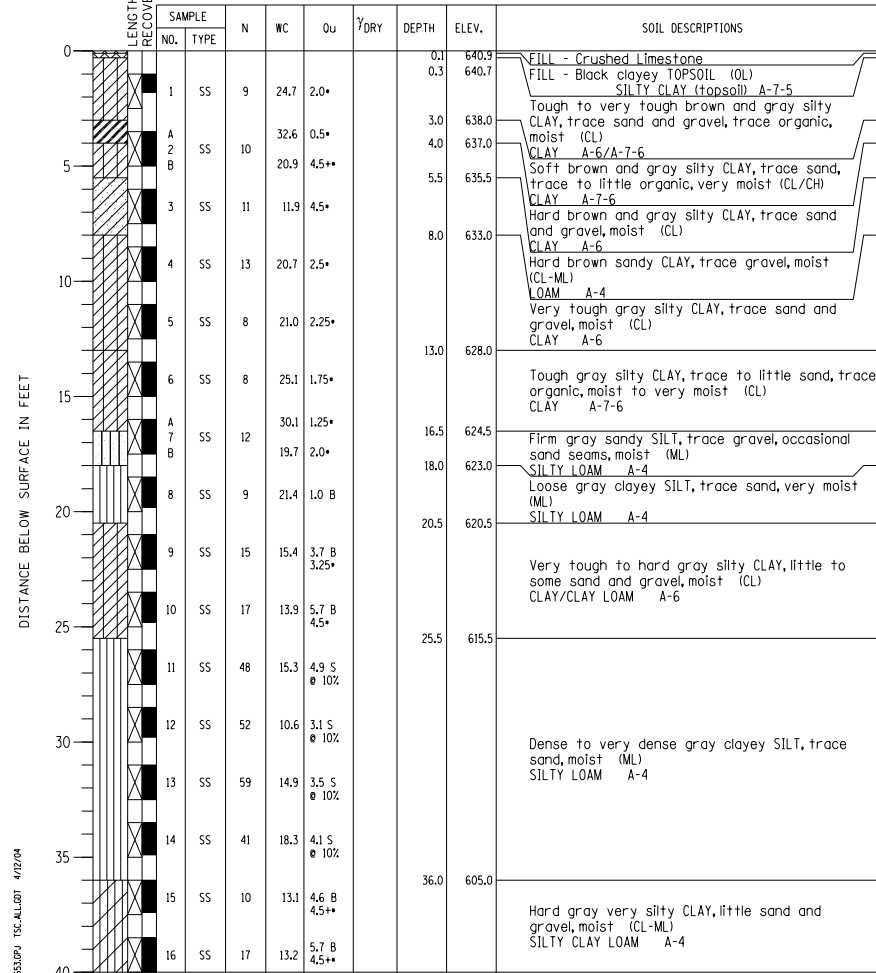 LENGTH
RECOVE
SAMPLE
NO. TYPE N WC Qu γDRY DEPTH ELEV. SOIL DESCRIPTIONS
DISTANCE BELOW SURFACE IN FEET
0
5
10
15
20
25
30
35
40
1 SS 9 24.7 2.0*
A 32.6 0.5*
2 SS 10
B 20.9 4.5+*
3 SS 11 11.9 4.5*
4 SS 13 20.7 2.5*
5 SS 8 21.0 2.25*
6 SS 8 25.1 1.75*
A 30.1 1.25*
7 SS 12
B 19.7 2.0*
8 SS 9 21.4 1.0 B
9 SS 15 15.4 3.7 B
3.25*
10 SS 17 13.9 5.7 B
4.5*
11 SS 48 15.3 4.9 S
@ 10%
12 SS 52 10.6 3.1 S
@ 10%
13 SS 59 14.9 3.5 S
@ 10%
14 SS 41 18.3 4.1 S
@ 10%
15 SS 10 13.1 4.6 B
4.5+*
16 SS 17 13.2 5.7 B
4.5+*
0.1 640.9
0.3 640.7
3.0 638.0
4.0 637.0
5.5 635.5
8.0 633.0
13.0 628.0
16.5 624.5
18.0 623.0
20.5 620.5
25.5 615.5
36.0 605.0
FILL - Crushed Limestone
FILL - Black clayey TOPSOIL (OL)
SILTY CLAY (topsoil) A-7-5
Tough to very tough brown and gray silty
CLAY, trace sand and gravel, trace organic,
moist (CL)
CLAY A-6/A-7-6
Soft brown and gray silty CLAY, trace sand,
trace to little organic, very moist (CL/CH)
CLAY A-7-6
Hard brown and gray silty CLAY, trace sand
and gravel, moist (CL)
CLAY A-6
Hard brown sandy CLAY, trace gravel, moist
(CL-ML)
LOAM A-4
Very tough gray silty CLAY, trace sand and
gravel, moist (CL)
CLAY A-6
Tough gray silty CLAY, trace to little sand, trace
organic, moist to very moist (CL)
CLAY A-7-6
Firm gray sandy SILT, trace gravel, occasional
sand seams, moist (ML)
SILTY LOAM A-4
Loose gray clayey SILT, trace sand, very moist
(ML)
SILTY LOAM A-4
Very tough to hard gray silty CLAY, little to
some sand and gravel, moist (CL)
CLAY/CLAY LOAM A-6
Dense to very dense gray clayey SILT, trace
sand, moist (ML)
SILTY LOAM A-4
Hard gray very silty CLAY, little sand and
gravel, moist (CL-ML)
SILTY CLAY LOAM A-4
553.GPJ TSC_ALL.GDT 4/12/04